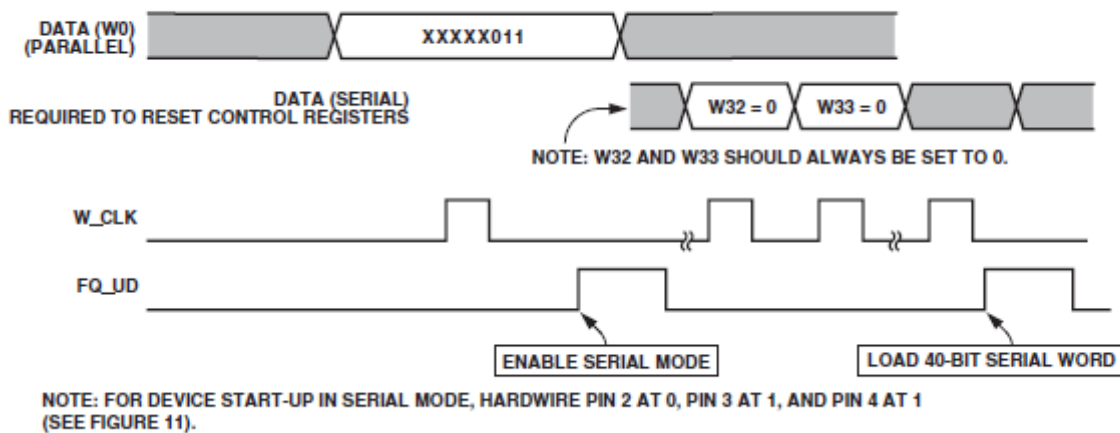 DATA (W0)
(PARALLEL)
XXXXX011
DATA (SERIAL)
REQUIRED TO RESET CONTROL REGISTERS
W32 = 0
W33 = 0
NOTE: W32 AND W33 SHOULD ALWAYS BE SET TO 0.
W_CLK
FQ_UD
ENABLE SERIAL MODE
LOAD 40-BIT SERIAL WORD
NOTE: FOR DEVICE START-UP IN SERIAL MODE, HARDWIRE PIN 2 AT 0, PIN 3 AT 1, AND PIN 4 AT 1
(SEE FIGURE 11).